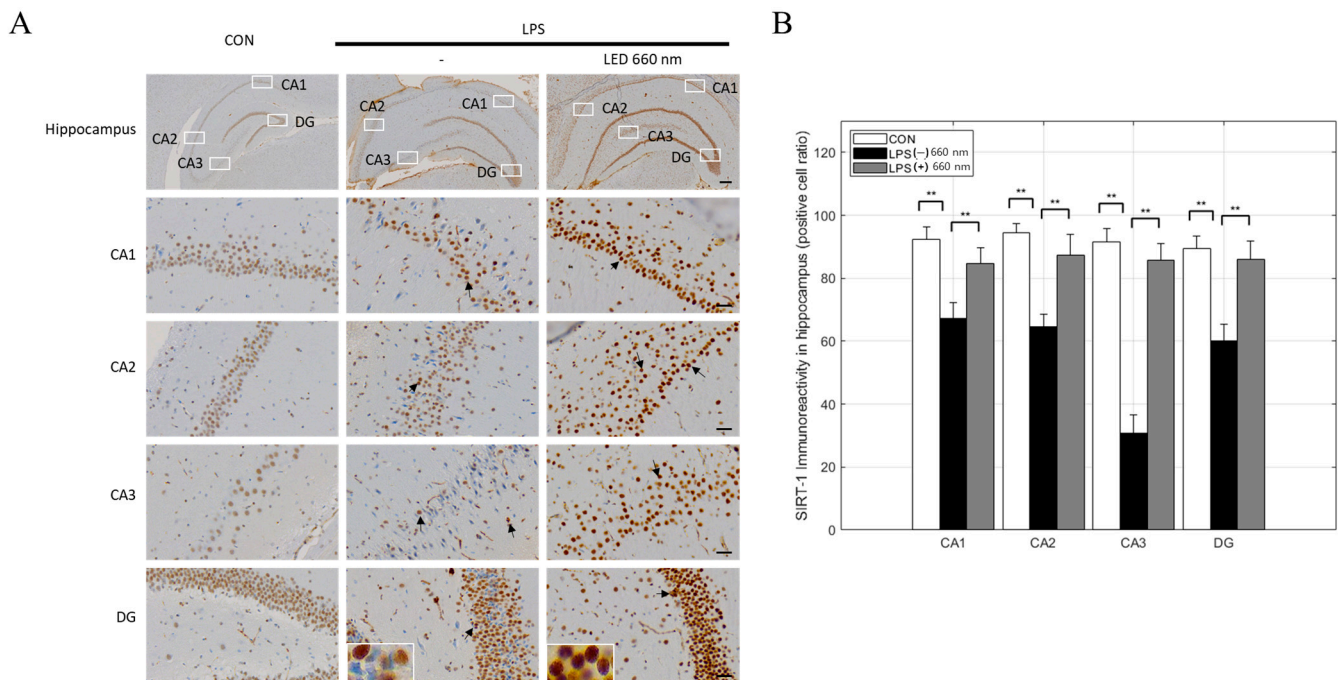 A
CON
LPS
-
LED 660 nm
Hippocampus
CA1
CA2
DG
CA3
CA2
CA1
CA3
DG
CA1
CA2
CA3
DG
CA1
CA2
CA3
DG
B
SIRT-1 Immunoreactivity in hippocampus (positive cell ratio)
120
100
80
60
40
20
0
CON
LPS(−) 660 nm
LPS(+) 660 nm
** ** ** ** ** ** ** **
CA1 CA2 CA3 DG